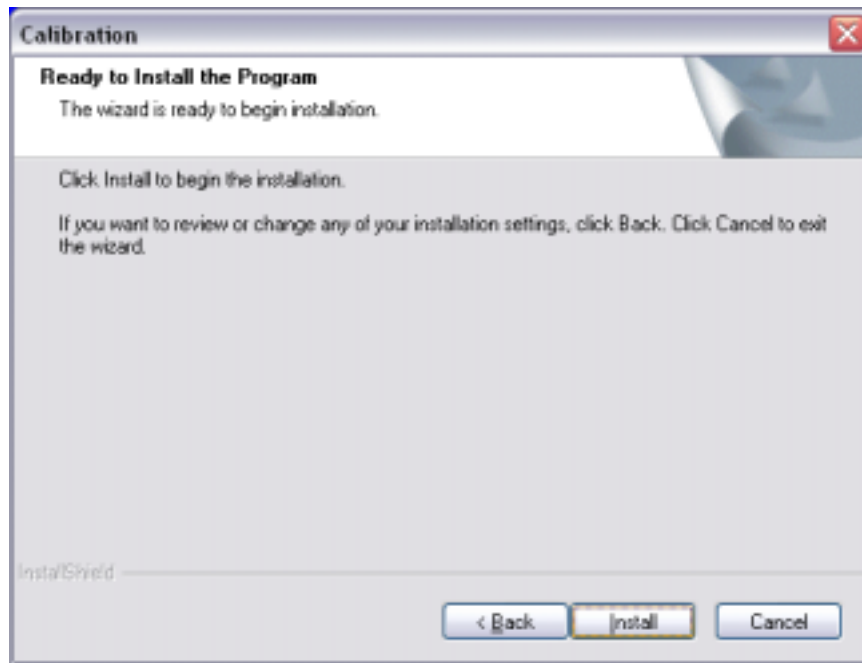 Calibration
Ready to Install the Program
The wizard is ready to begin installation.
Click Install to begin the installation.
If you want to review or change any of your installation settings, click Back. Click Cancel to exit
the wizard.
InstallShield
< Back
Install
Cancel